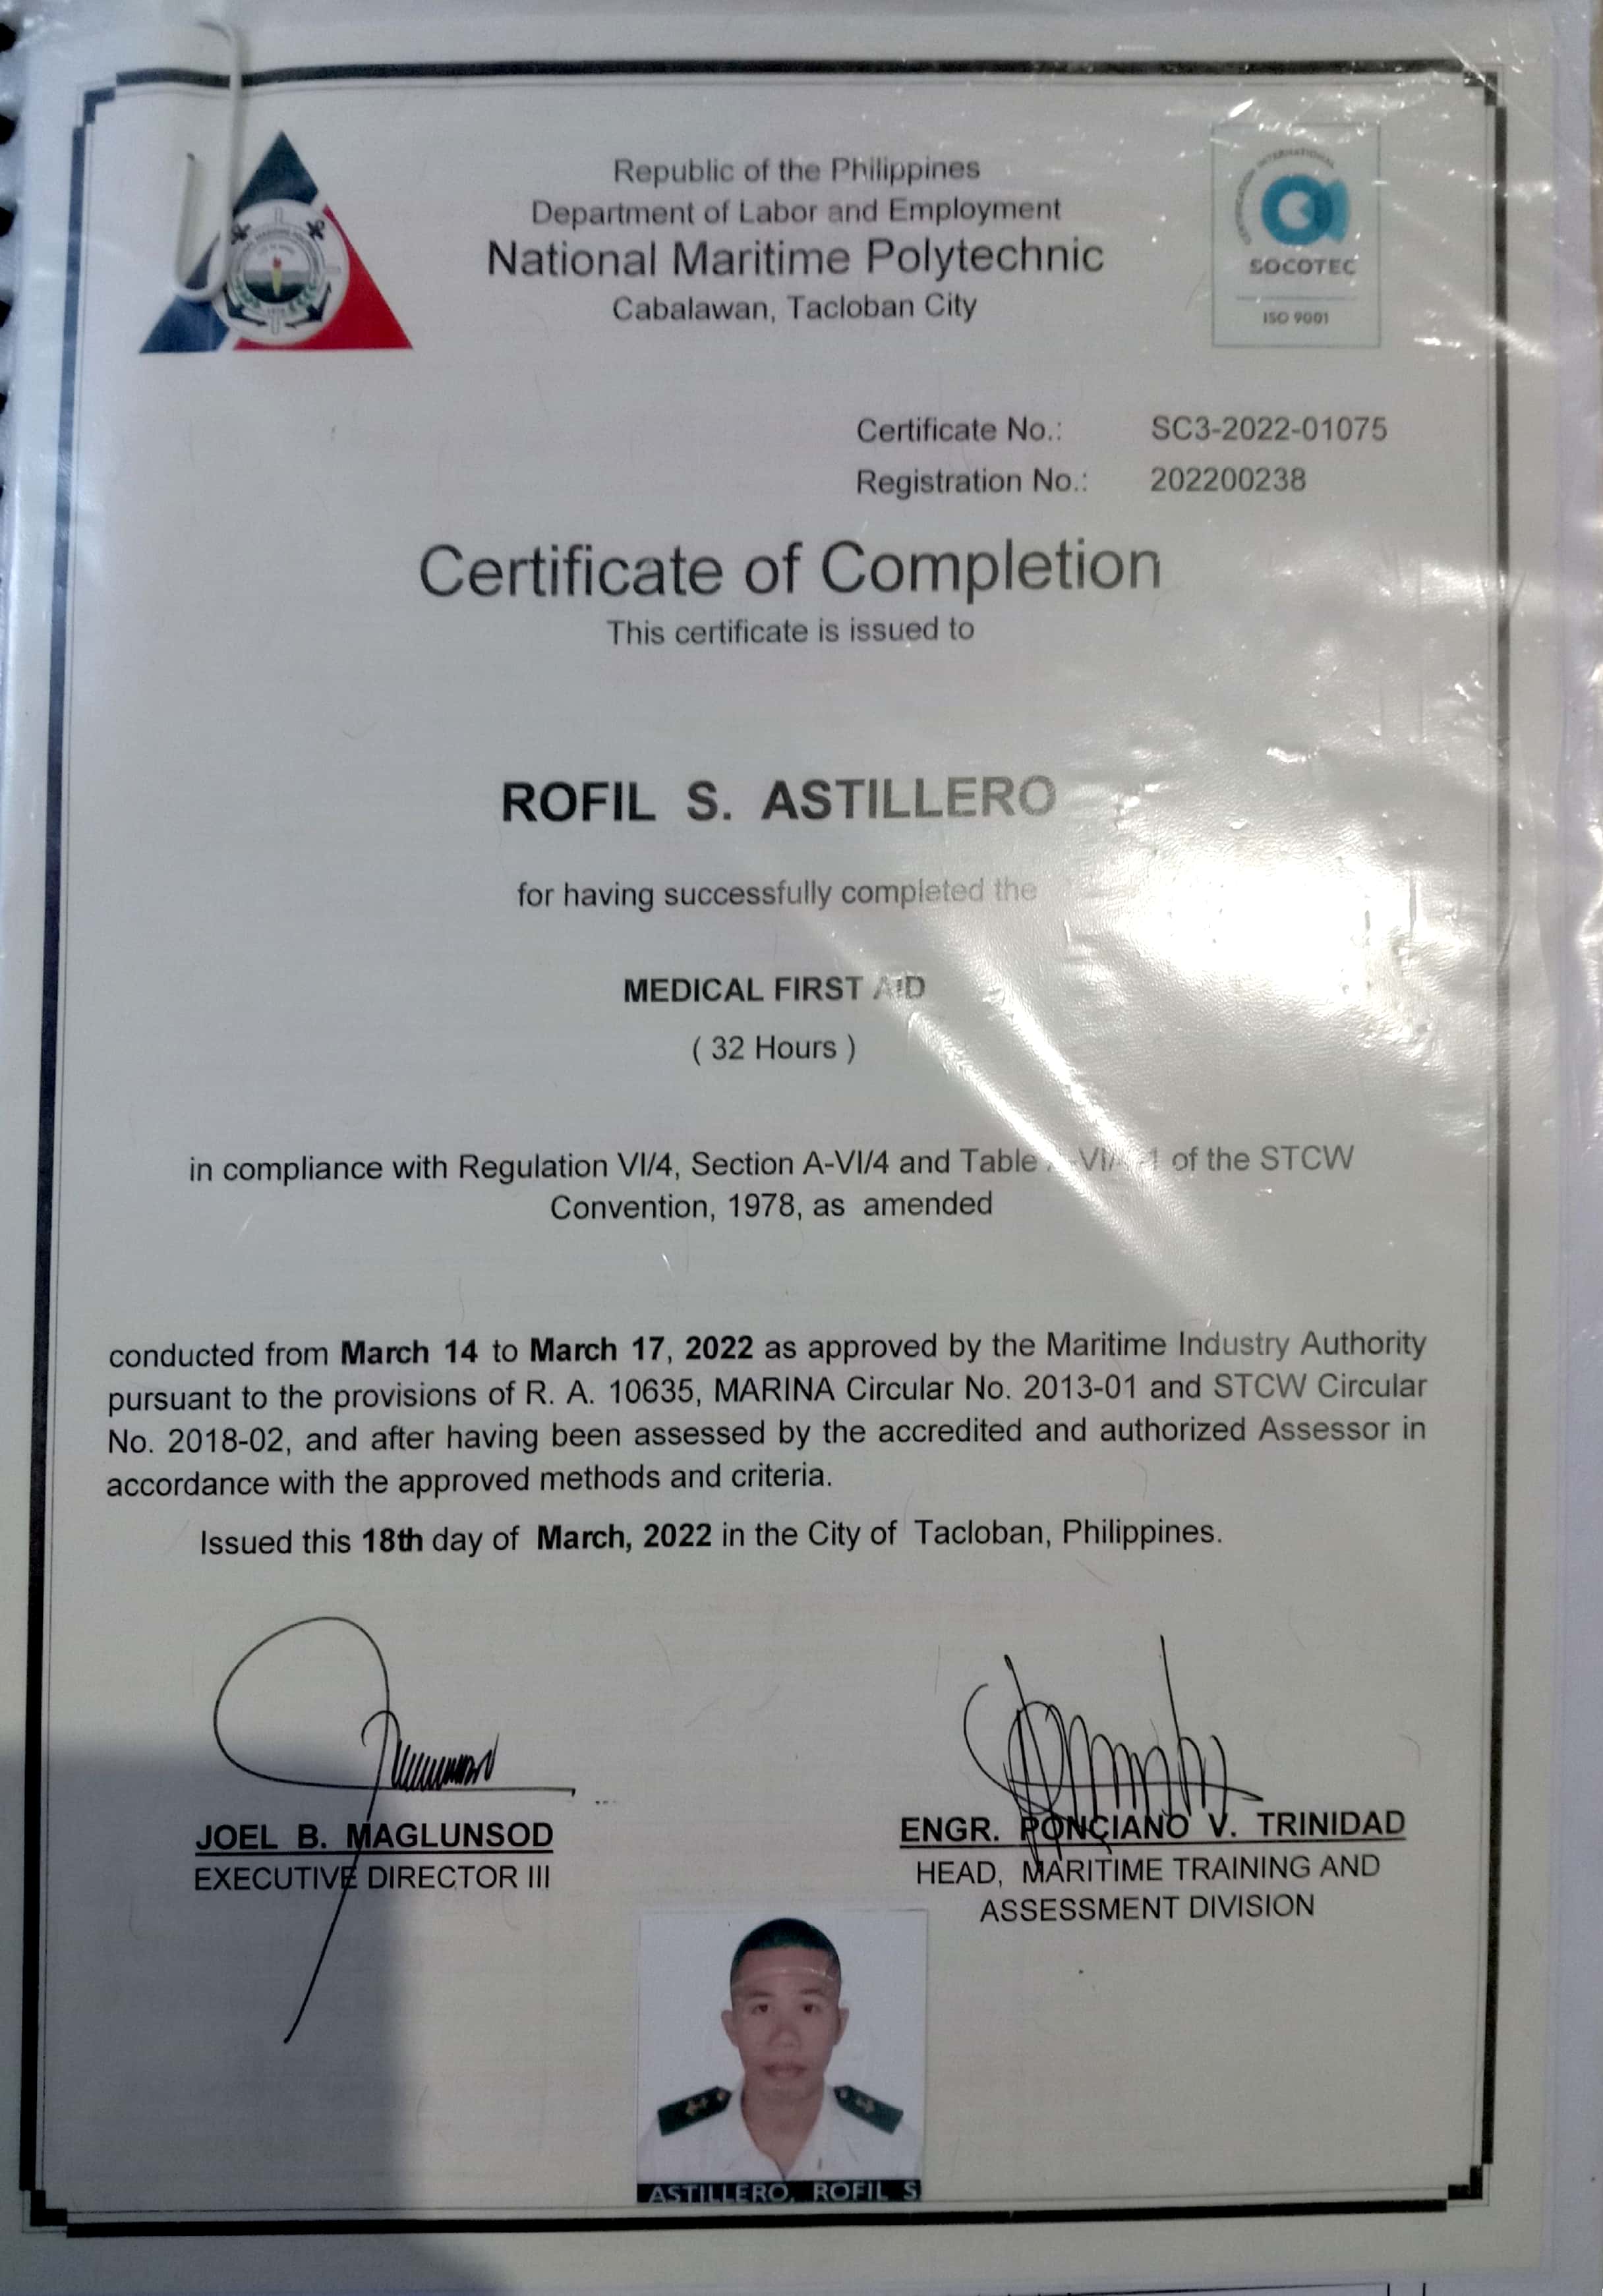 Republic of the Philippines
Department of Labor and Employment
National Maritime Polytechnic
Cabalawan, Tacloban City
CERTIFICATION INTERNATIONAL
SOCOTEC
ISO 9001
Certificate No.: SC3-2022-01075
Registration No.: 202200238
Certificate of Completion
This certificate is issued to
ROFIL S. ASTILLERO
for having successfully completed the
MEDICAL FIRST AID
( 32 Hours )
in compliance with Regulation VI/4, Section A-VI/4 and Table of the STCW
Convention, 1978, as amended
conducted from March 14 to March 17, 2022 as approved by the Maritime Industry Authority
pursuant to the provisions of R. A. 10635, MARINA Circular No. 2013-01 and STCW Circular
No. 2018-02, and after having been assessed by the accredited and authorized Assessor in
accordance with the approved methods and criteria.
Issued this 18th day of March, 2022 in the City of Tacloban, Philippines.
JOEL B. MAGLUNSOD
EXECUTIVE DIRECTOR III
ENGR. PONCIANO V. TRINIDAD
HEAD, MARITIME TRAINING AND
ASSESSMENT DIVISION
ASTILLERO, ROFIL S